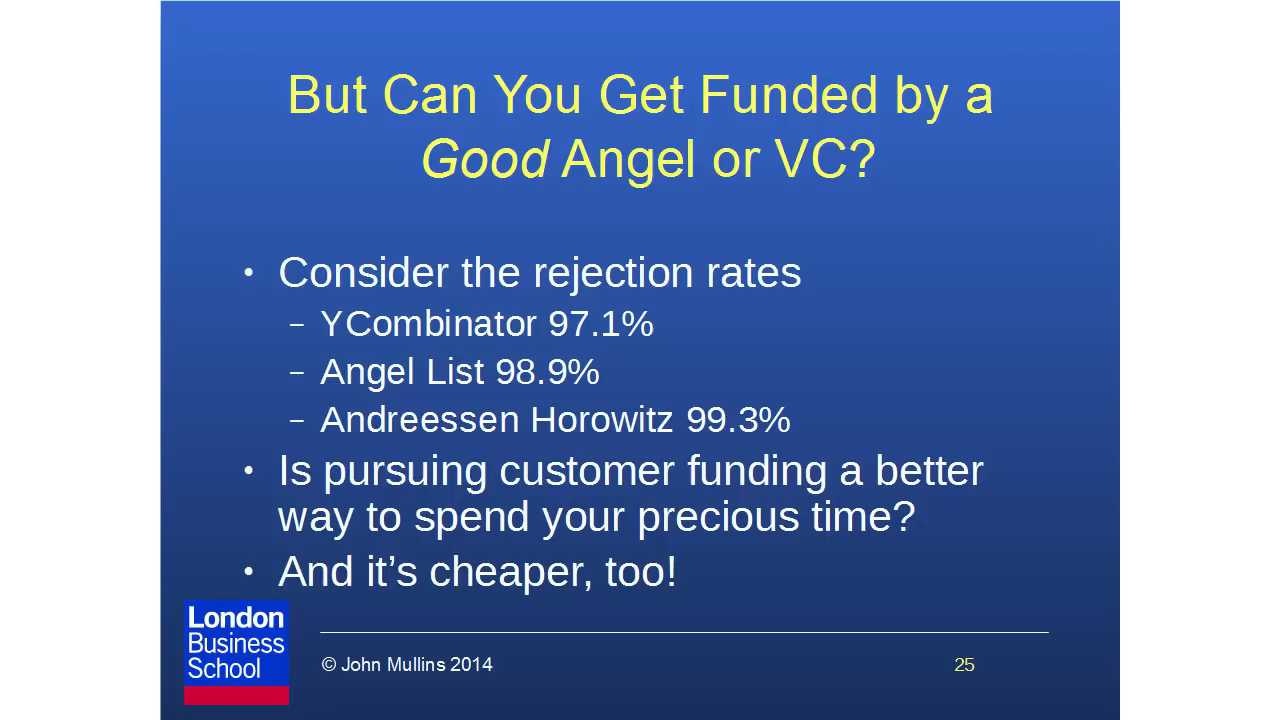 But Can You Get Funded by a
Good Angel or VC?
• Consider the rejection rates
– YCombinator 97.1%
– Angel List 98.9%
– Andreessen Horowitz 99.3%
• Is pursuing customer funding a better
way to spend your precious time?
• And it’s cheaper, too!
London
Business
School
© John Mullins 2014
25